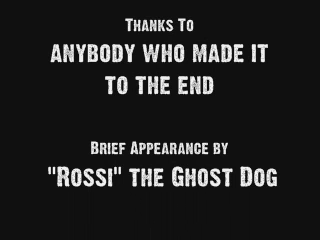 Thanks To
ANYBODY WHO MADE IT
TO THE END
Brief Appearance by
"Rossi" the Ghost Dog